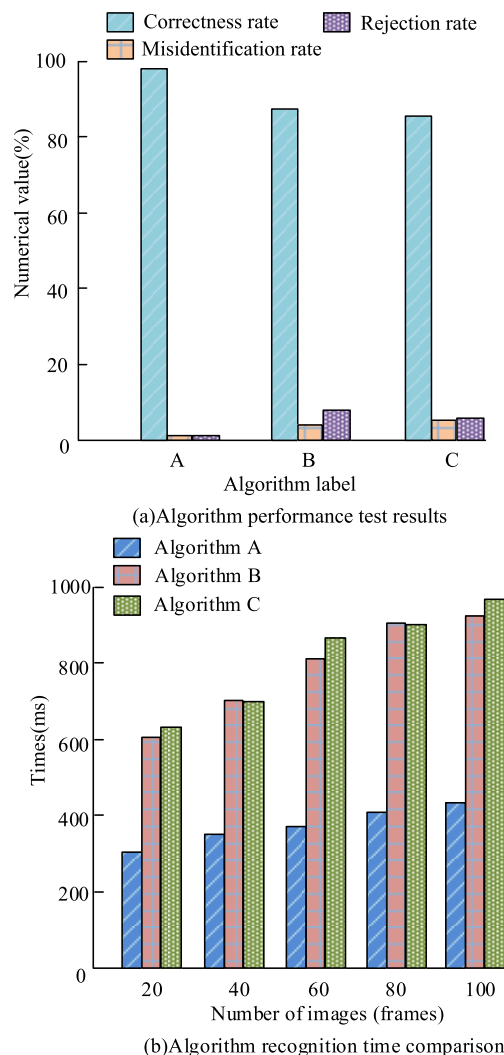 Correctness rate
Rejection rate
Misidentification rate
100
80
60
40
20
0
Numerical value(%)
A
B
C
Algorithm label
(a)Algorithm performance test results
Algorithm A
Algorithm B
Algorithm C
1000
800
600
400
200
0
Times(ms)
20
40
60
80
100
Number of images (frames)
(b)Algorithm recognition time comparison